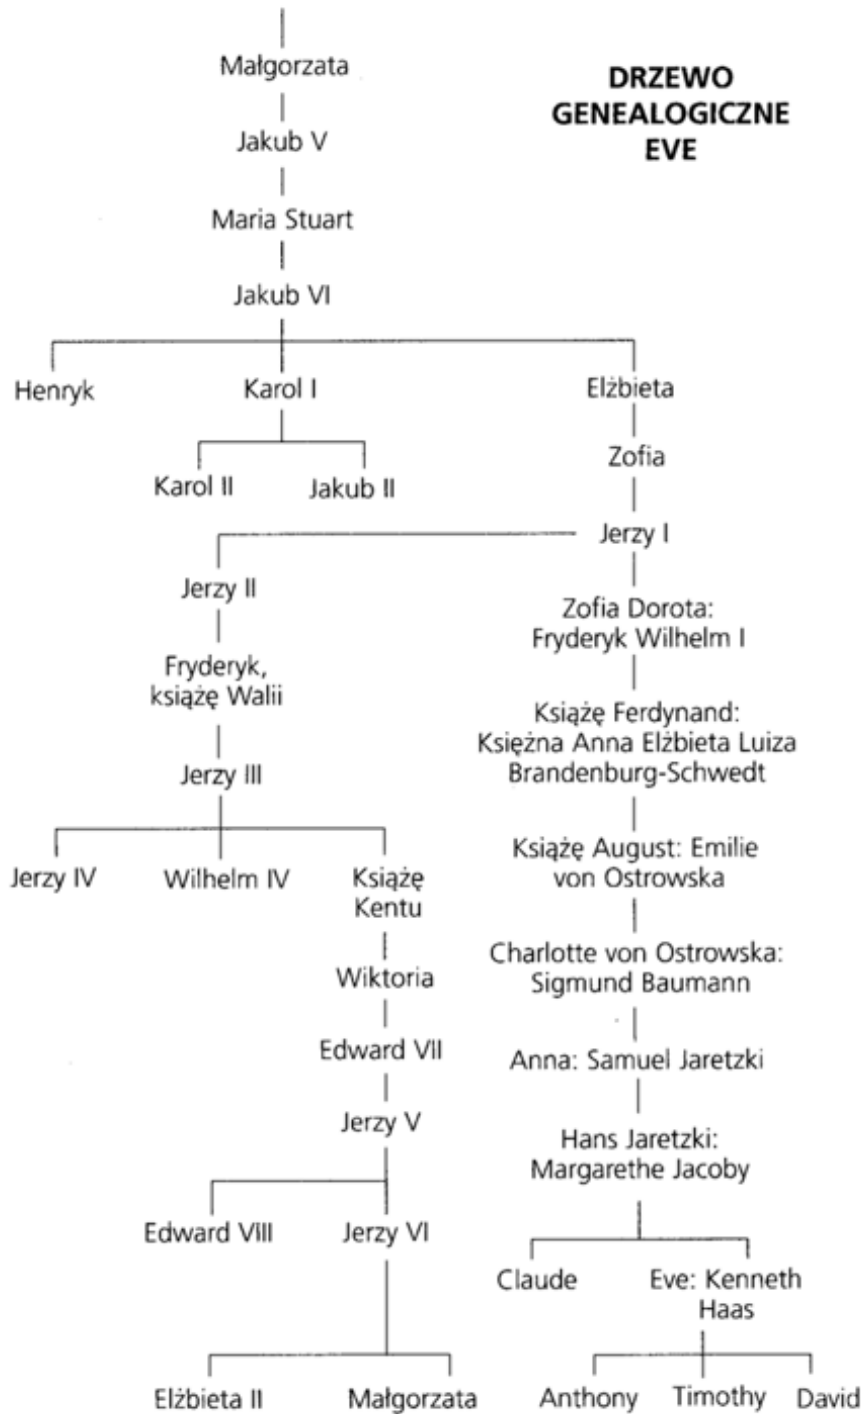 Małgorzata
DRZEWO
GENEALOGICZNE
EVE
Jakub V
Maria Stuart
Jakub VI
Henryk
Karol I
Elżbieta
Karol II
Jakub II
Zofia
Jerzy I
Jerzy II
Zofia Dorota:
Fryderyk Wilhelm I
Fryderyk,
książę Walii
Książę Ferdynand:
Księżna Anna Elżbieta Luiza
Brandenburg-Schwedt
Jerzy III
Jerzy IV
Wilhelm IV
Książę
Kentu
Książę August: Emilie
von Ostrowska
Wiktoria
Charlotte von Ostrowska:
Sigmund Baumann
Edward VII
Anna: Samuel Jaretzki
Jerzy V
Hans Jaretzki:
Margarethe Jacoby
Edward VIII
Jerzy VI
Claude
Eve: Kenneth
Haas
Elżbieta II
Małgorzata
Anthony
Timothy
David